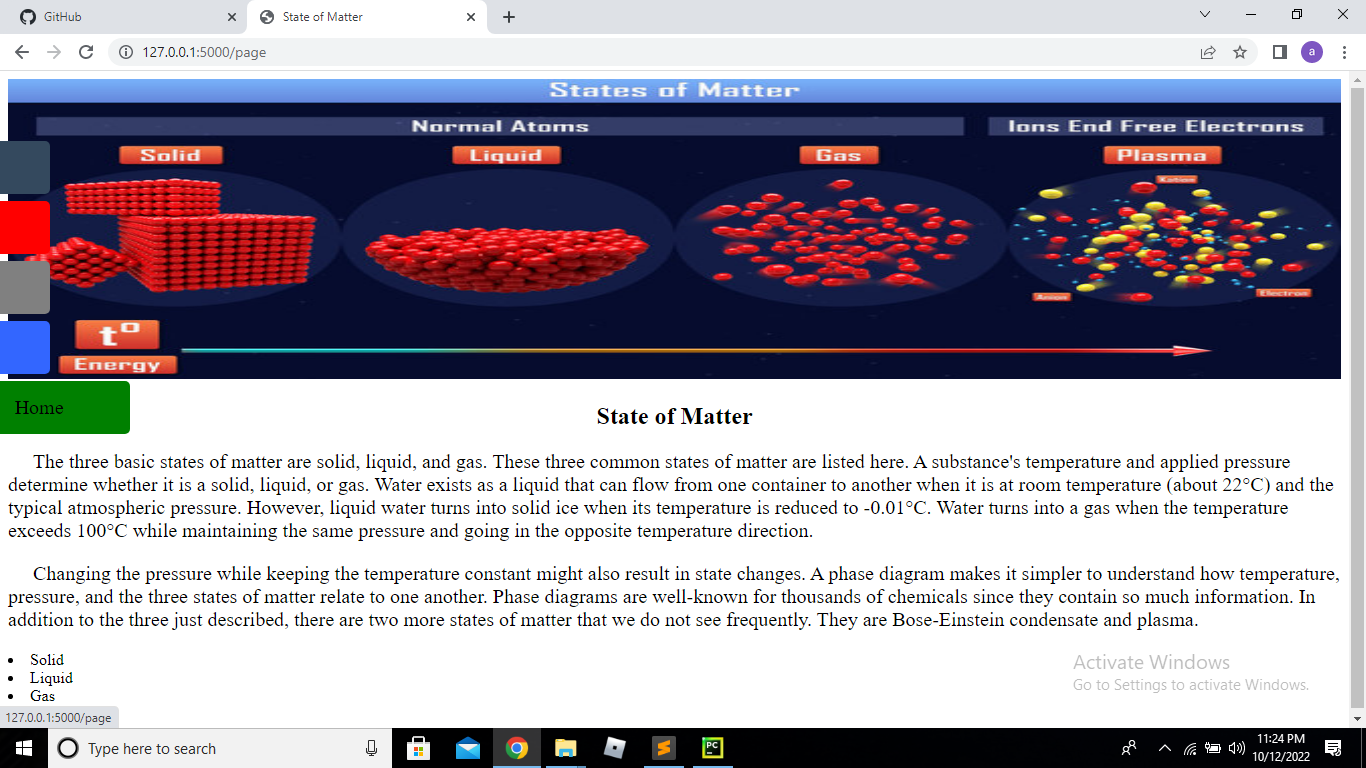 GitHub
State of Matter
127.0.0.1:5000/page
a
States of Matter
Normal Atoms
Ions End Free Electrons
Solid
Liquid
Gas
Plasma
Kation
Anion
Electron
t°
Energy
Home
State of Matter
The three basic states of matter are solid, liquid, and gas. These three common states of matter are listed here. A substance's temperature and applied pressure
determine whether it is a solid, liquid, or gas. Water exists as a liquid that can flow from one container to another when it is at room temperature (about 22°C) and the
typical atmospheric pressure. However, liquid water turns into solid ice when its temperature is reduced to -0.01°C. Water turns into a gas when the temperature
exceeds 100°C while maintaining the same pressure and going in the opposite temperature direction.
Changing the pressure while keeping the temperature constant might also result in state changes. A phase diagram makes it simpler to understand how temperature,
pressure, and the three states of matter relate to one another. Phase diagrams are well-known for thousands of chemicals since they contain so much information. In
addition to the three just described, there are two more states of matter that we do not see frequently. They are Bose-Einstein condensate and plasma.
• Solid
• Liquid
• Gas
Activate Windows
Go to Settings to activate Windows.
127.0.0.1:5000/page
Type here to search
PC
11:24 PM
10/12/2022